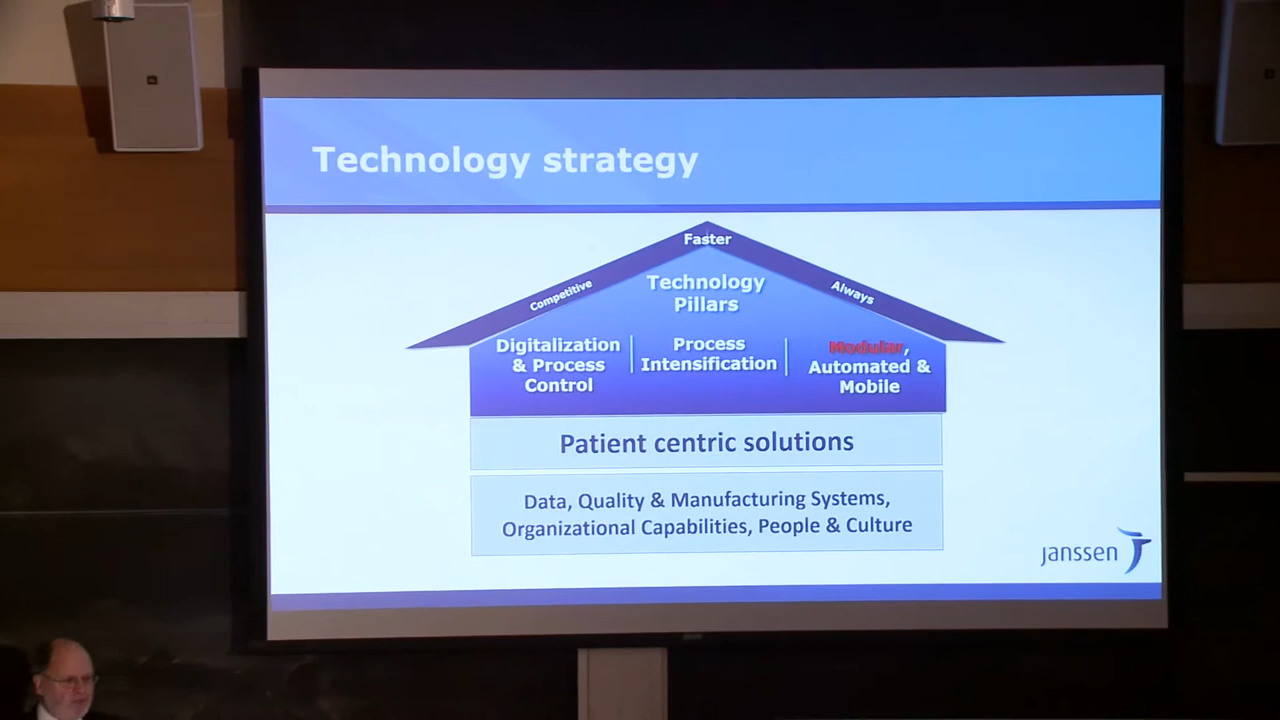 Technology strategy
Faster
Competitive
Always
Technology
Pillars
Digitalization
& Process
Control
Process
Intensification
Modular,
Automated &
Mobile
Patient centric solutions
Data, Quality & Manufacturing Systems,
Organizational Capabilities, People & Culture
janssen